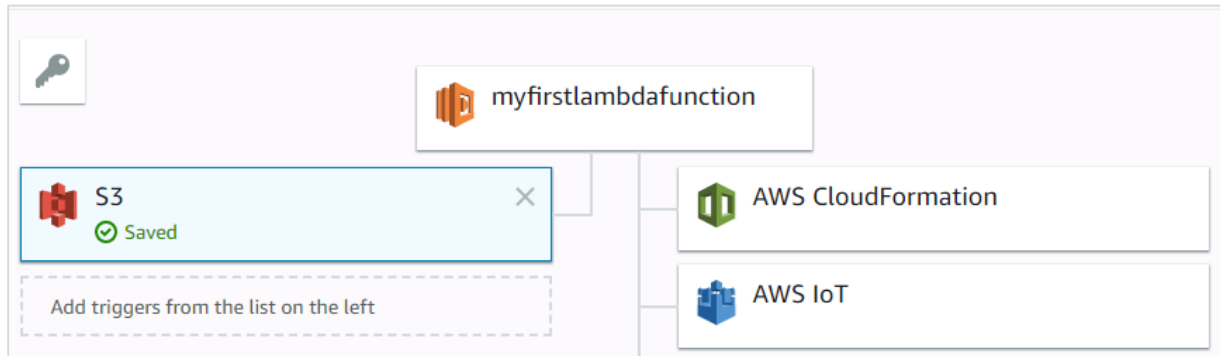 myfirstlambdafunction
S3
Saved
Add triggers from the list on the left
AWS CloudFormation
AWS IoT